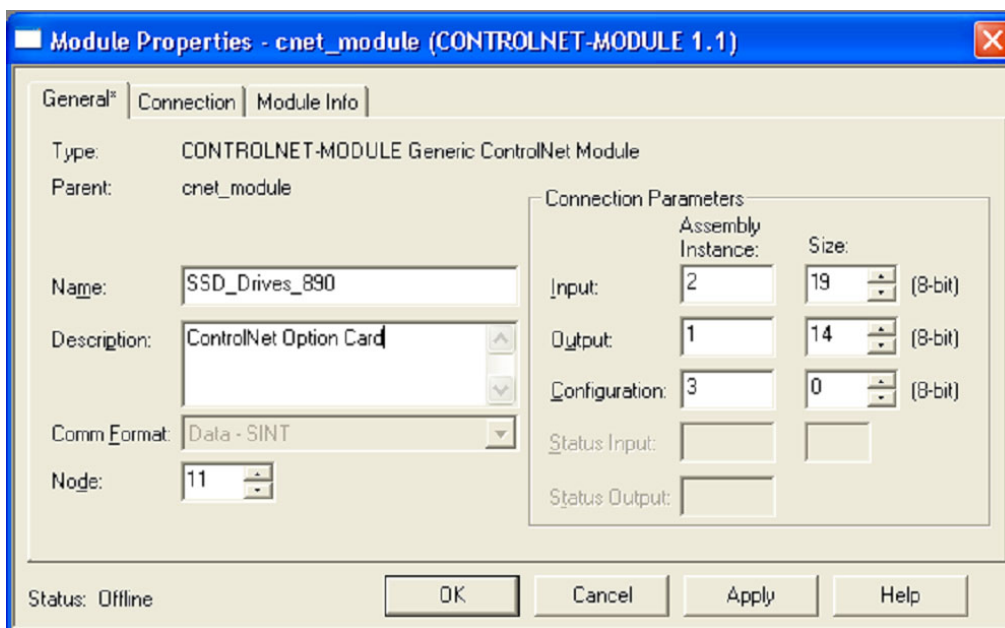 Module Properties - cnet_module (CONTROLNET-MODULE 1.1)
General* Connection Module Info
Type: CONTROLNET-MODULE Generic ControlNet Module
Parent: cnet_module
Connection Parameters
Assembly Instance: Size:
Name: SSD_Drives_890
Input: 2 19 (8-bit)
Description: ControlNet Option Card
Output: 1 14 (8-bit)
Configuration: 3 0 (8-bit)
Comm Format: Data - SINT
Status Input:
Node: 11
Status Output:
Status: Offline
OK Cancel Apply Help